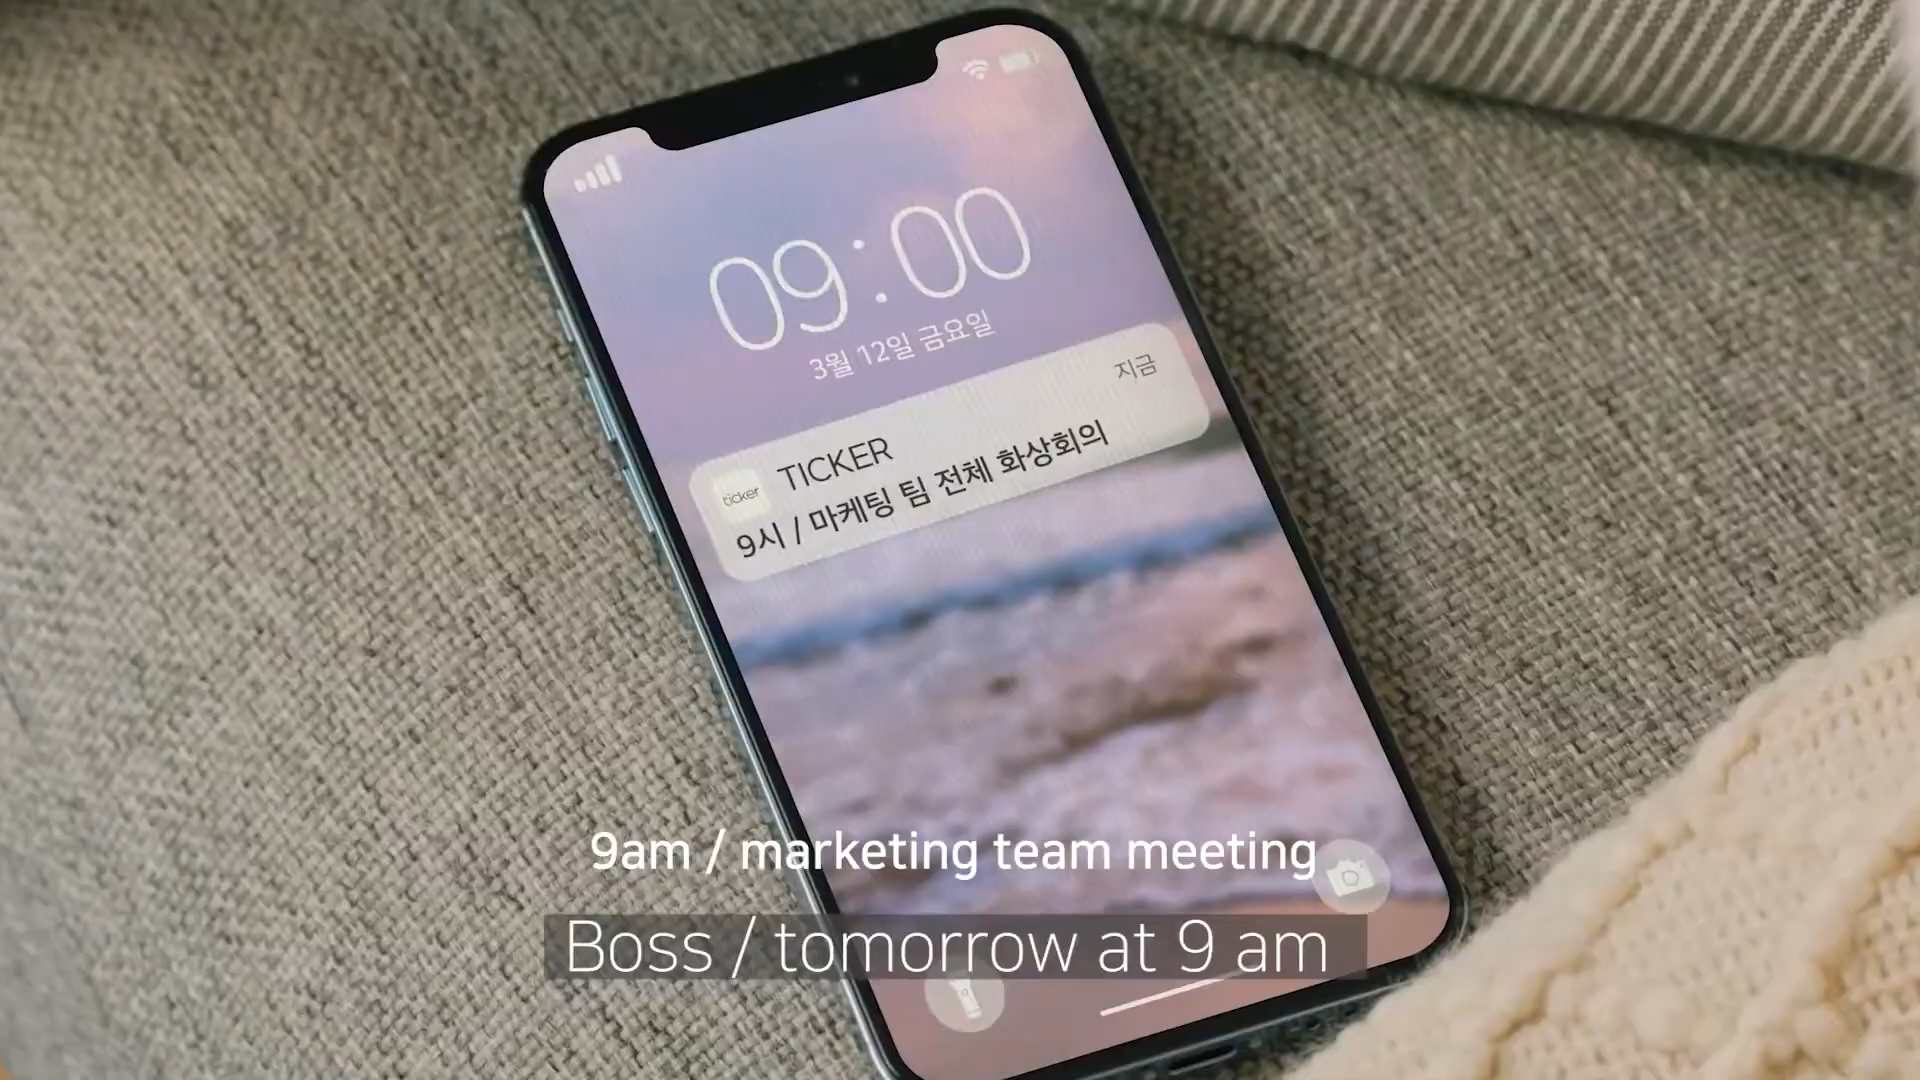 09:00
3월 12일 금요일
지금
ticker
TICKER
9시 / 마케팅 팀 전체 화상회의
9am / marketing team meeting
Boss / tomorrow at 9 am